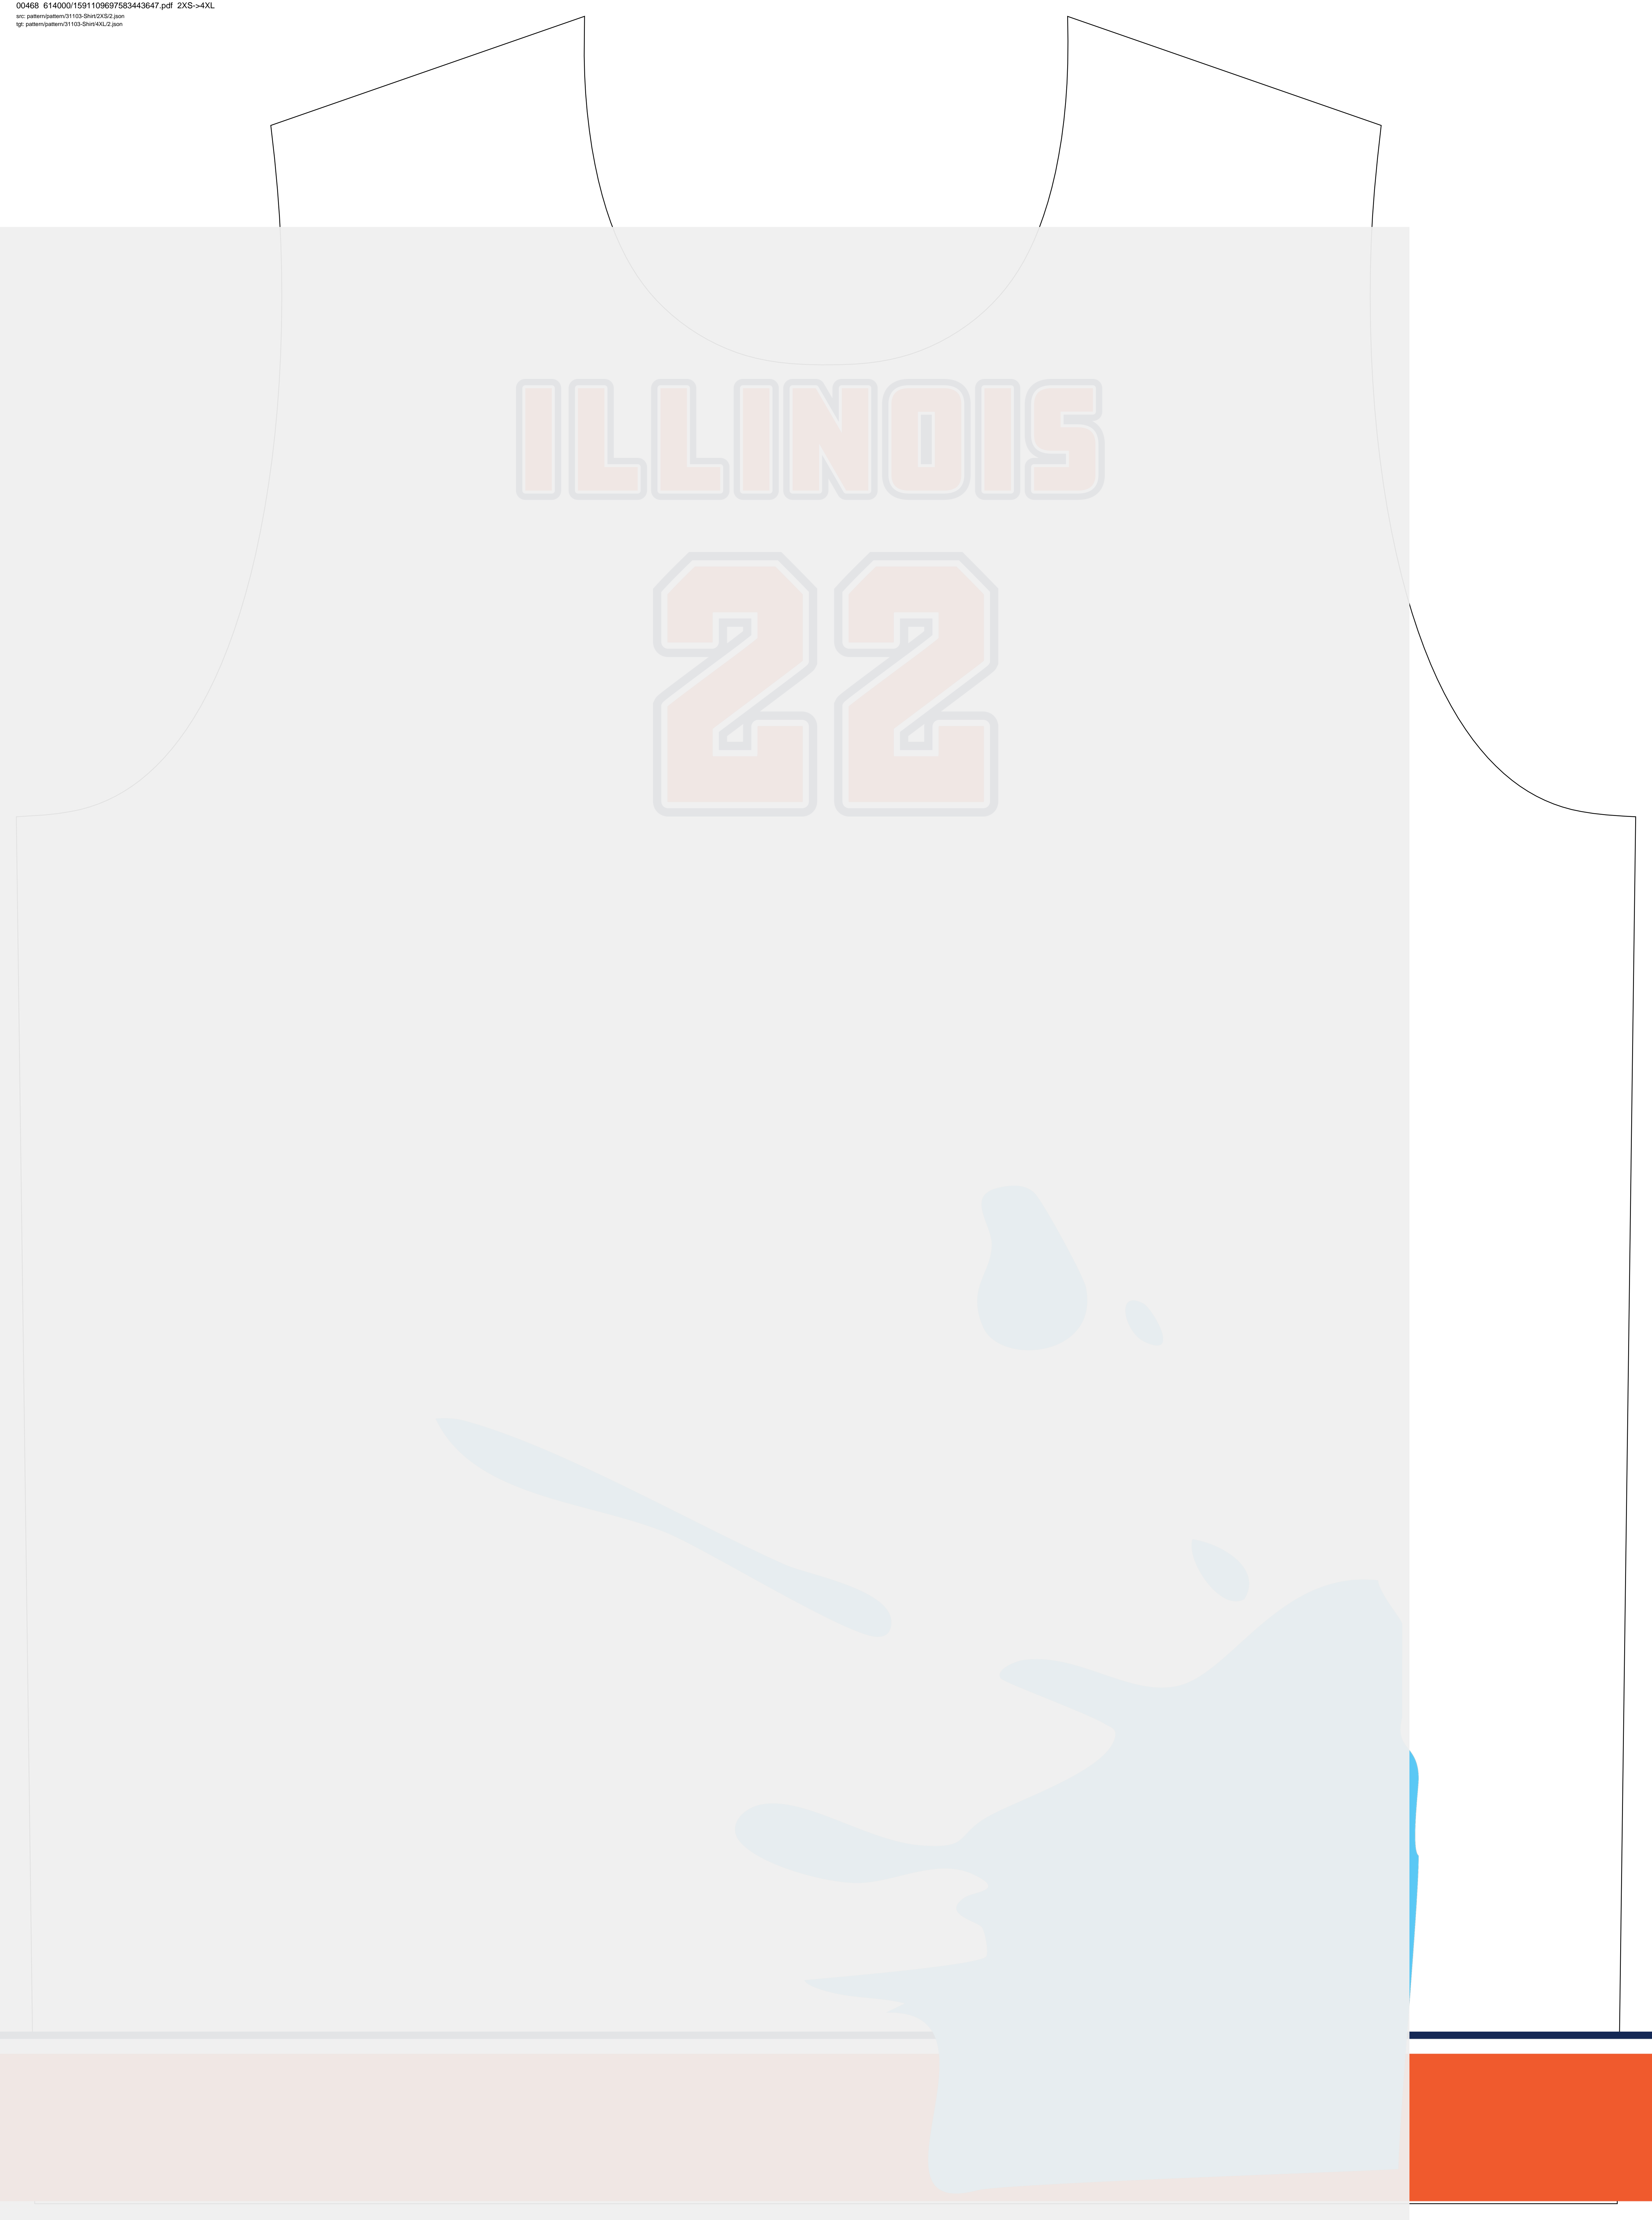 00468 614000/1591109697583443647.pdf 2XS->4XL
src: pattern/pattern/31103-Shirt/2XS/2.json
tgt: pattern/pattern/31103-Shirt/4XL/2.json
ILLINOIS
22